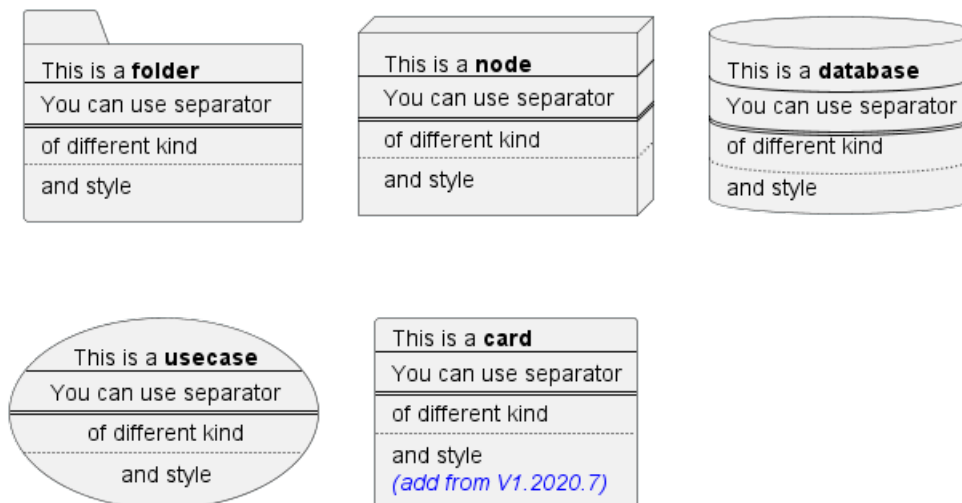 This is a folder
You can use separator
of different kind
and style
This is a node
You can use separator
of different kind
and style
This is a database
You can use separator
of different kind
and style
This is a usecase
You can use separator
of different kind
and style
This is a card
You can use separator
of different kind
and style
(add from V1.2020.7)